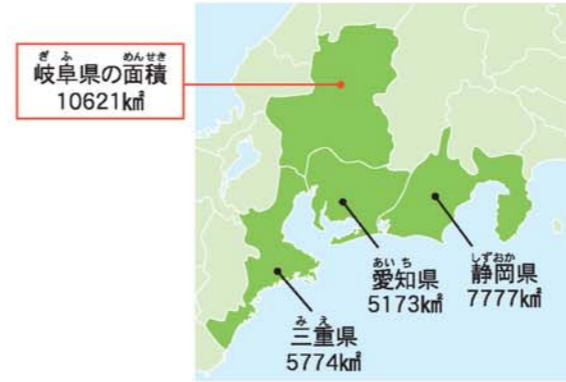 ぎふ めんせき
岐阜県の面積
10621㎢
あいち
愛知県
5173㎢
しずおか
静岡県
7777㎢
みえ
三重県
5774㎢